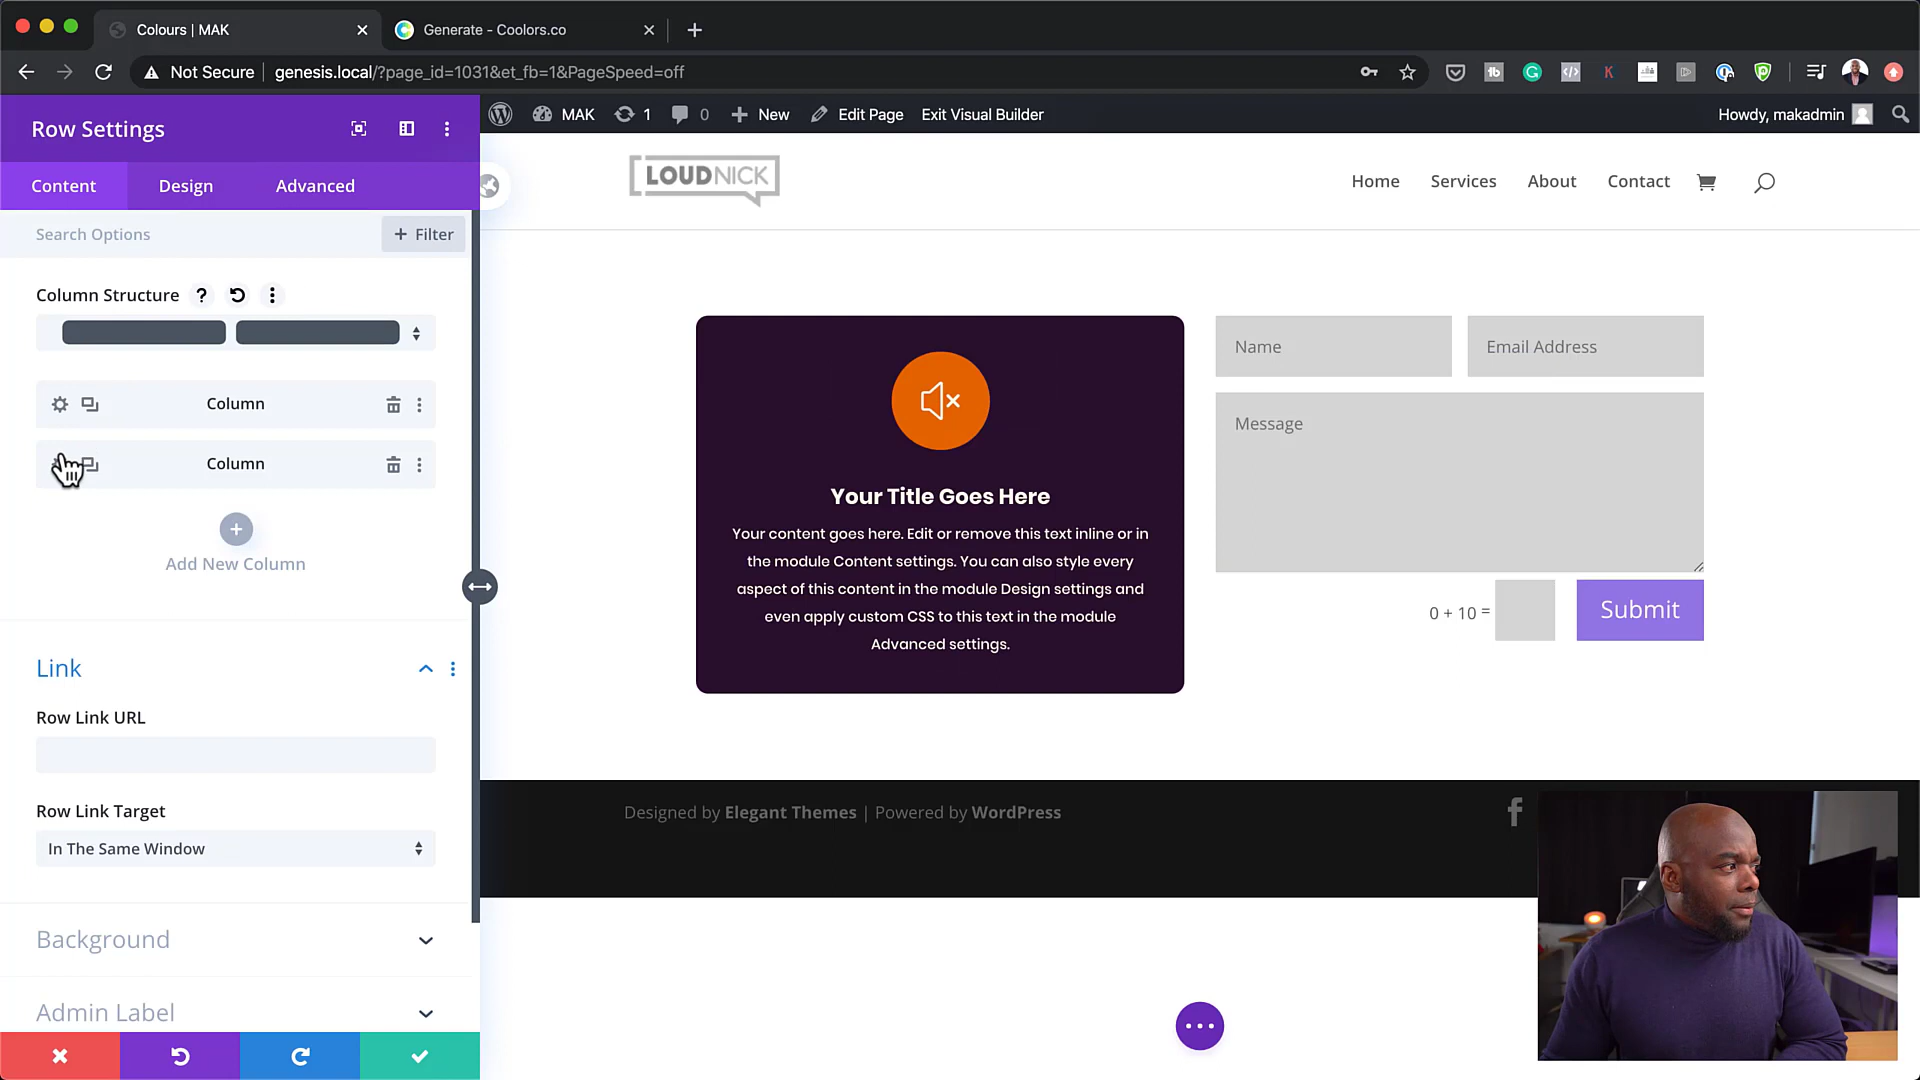 Colours | MAK
Generate - Coolors.co
Not Secure
genesis.local/?page_id=1031&et_fb=1&PageSpeed=off
Row Settings
MAK
1
0
New
Edit Page
Exit Visual Builder
Howdy, makadmin
Content
Design
Advanced
LOUDNICK
Home
Services
About
Contact
Search Options
+ Filter
Column Structure
Column
Column
Add New Column
Link
Row Link URL
Row Link Target
In The Same Window
Background
Admin Label
Your Title Goes Here
Your content goes here. Edit or remove this text inline or in
the module Content settings. You can also style every
aspect of this content in the module Design settings and
even apply custom CSS to this text in the module
Advanced settings.
Name
Email Address
Message
0 + 10 =
Submit
Designed by Elegant Themes | Powered by WordPress